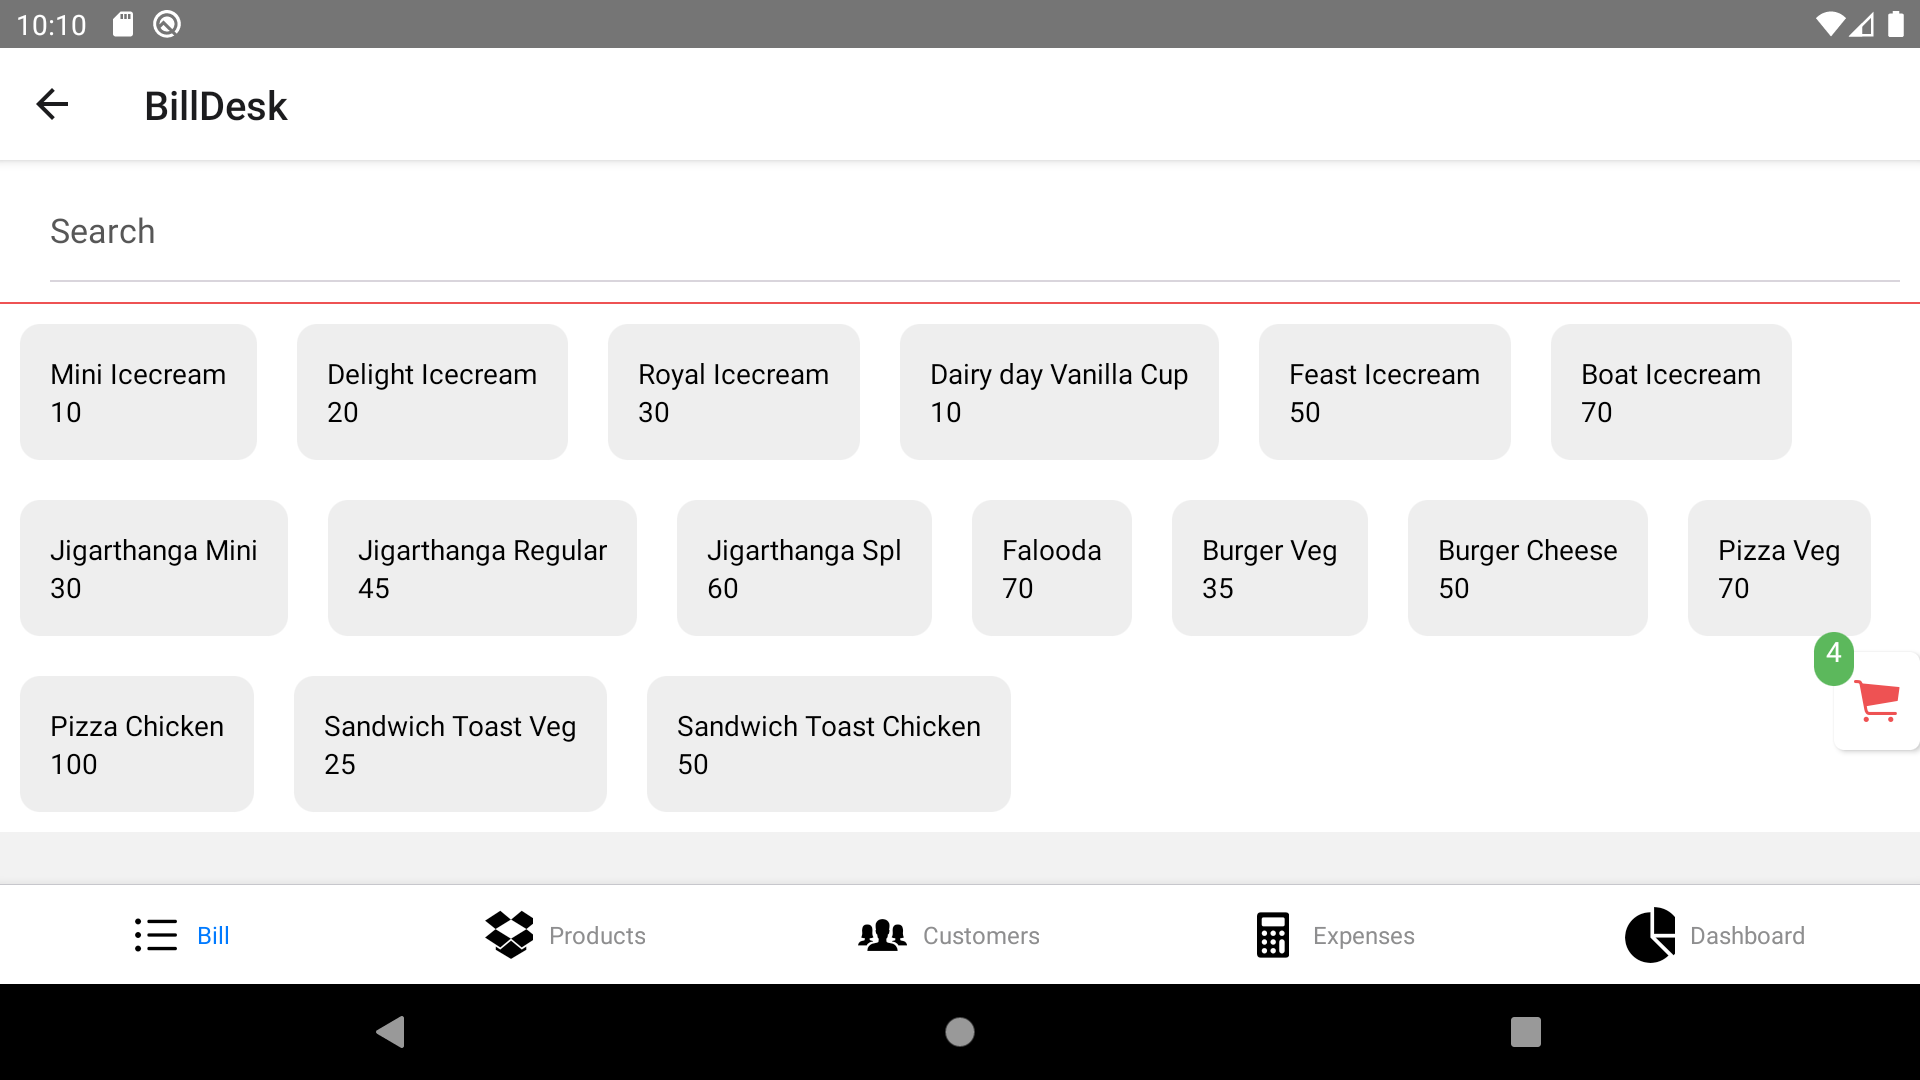 10:10
BillDesk
Search
Mini Icecream
10
Delight Icecream
20
Royal Icecream
30
Dairy day Vanilla Cup
10
Feast Icecream
50
Boat Icecream
70
Jigarthanga Mini
30
Jigarthanga Regular
45
Jigarthanga Spl
60
Falooda
70
Burger Veg
35
Burger Cheese
50
Pizza Veg
70
4
Pizza Chicken
100
Sandwich Toast Veg
25
Sandwich Toast Chicken
50
Bill
Products
Customers
Expenses
Dashboard